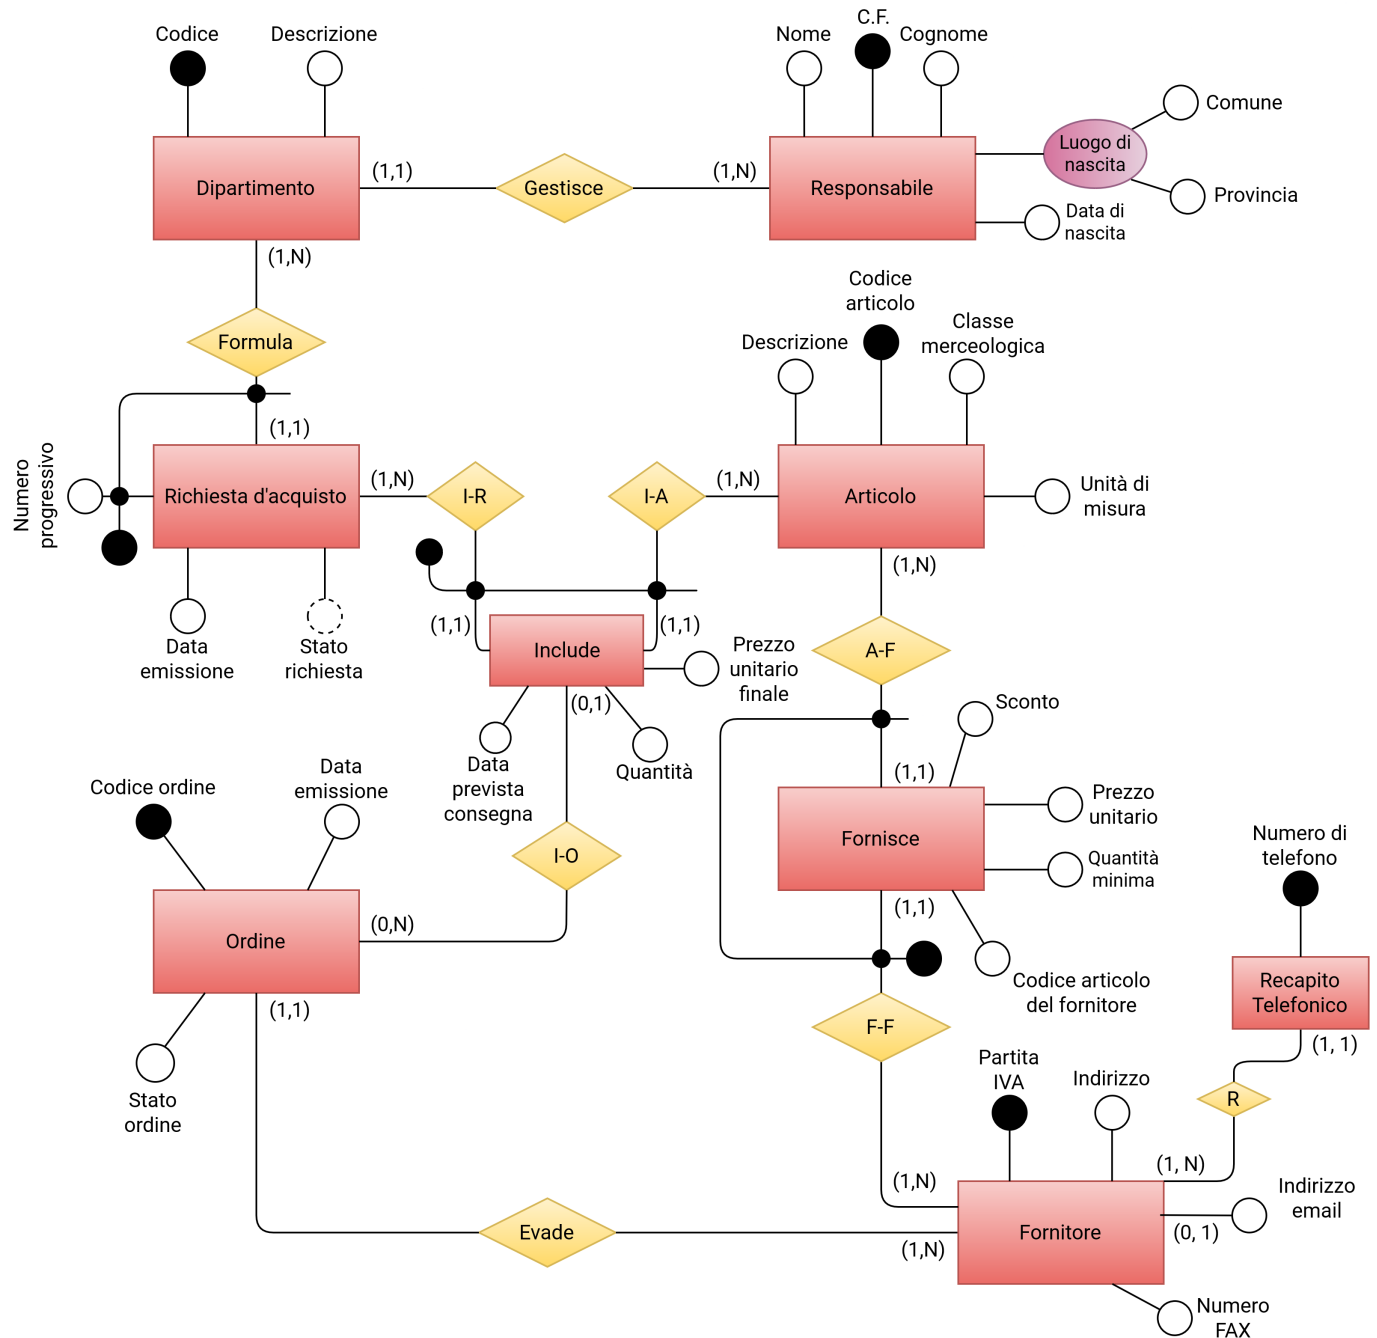 C.F.
Codice
Descrizione
Nome
Cognome
Comune
Luogo di
nascita
Dipartimento
(1,1)
Gestisce
(1,N)
Responsabile
Provincia
Data di
nascita
(1,N)
Codice
articolo
Formula
Descrizione
Classe
merceologica
(1,1)
Numero
progressivo
Richiesta d'acquisto
(1,N)
I-R
I-A
(1,N)
Articolo
Unità di
misura
(1,N)
Data
emissione
Stato
richiesta
(1,1)
(1,1)
Include
Prezzo
unitario
finale
A-F
(0,1)
Sconto
Data
prevista
consegna
Quantità
(1,1)
Codice ordine
Data
emissione
Prezzo
unitario
I-O
Fornisce
Quantità
minima
Numero di
telefono
(1,1)
Ordine
(0,N)
Codice articolo
del fornitore
Recapito
Telefonico
(1,1)
F-F
(1, 1)
Stato
ordine
Partita
IVA
Indirizzo
R
(1,N)
(1, N)
Indirizzo
email
Evade
(1,N)
Fornitore
(0, 1)
Numero
FAX